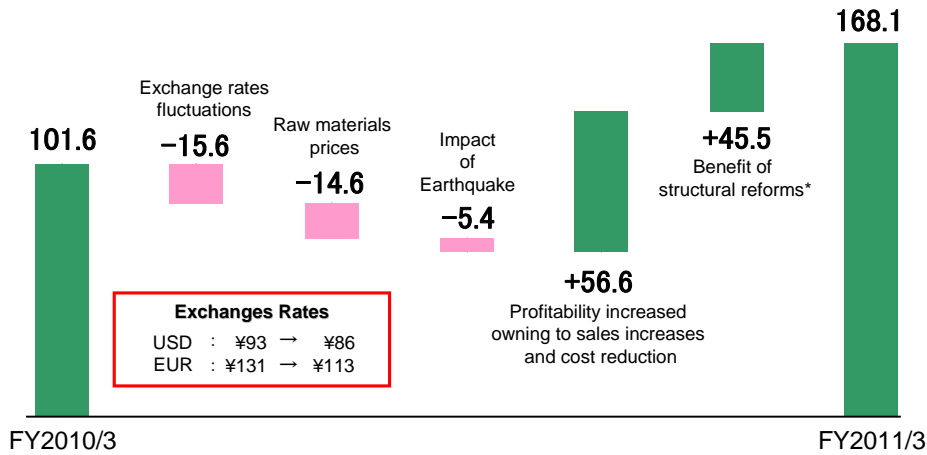 101.6
Exchange rates
fluctuations
−15.6
Raw materials
prices
−14.6
Impact
of
Earthquake
−5.4
+56.6
Profitability increased
owning to sales increases
and cost reduction
+45.5
Benefit of
structural reforms*
168.1
Exchanges Rates
USD : ¥93 → ¥86
EUR : ¥131 → ¥113
FY2010/3
FY2011/3